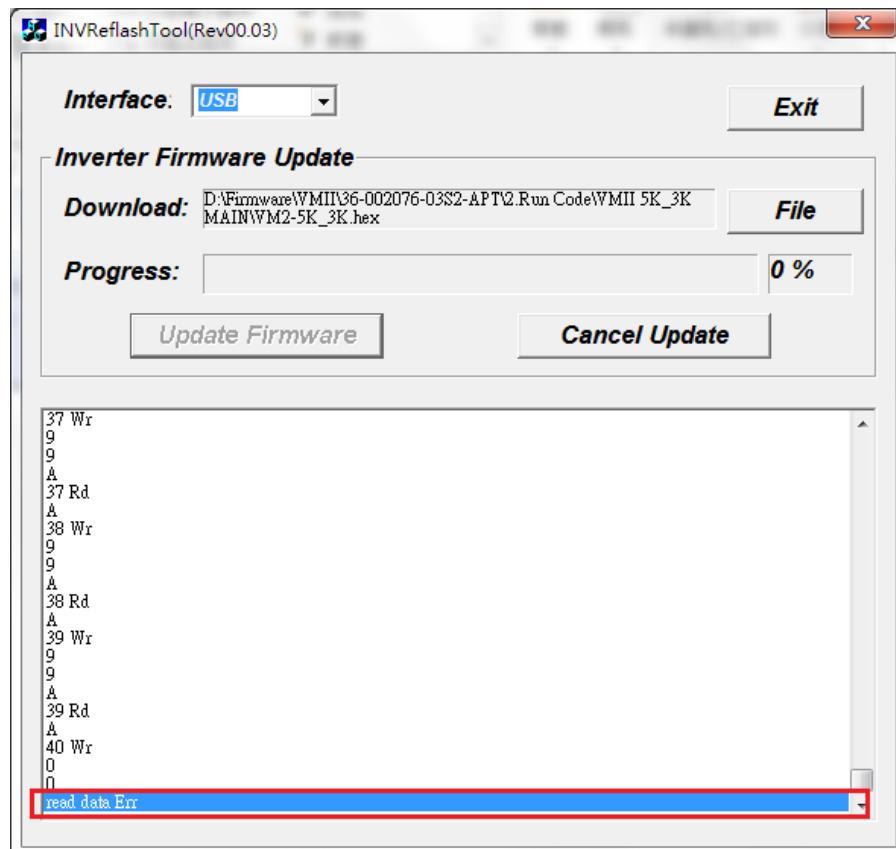 INVReflashTool(Rev00.03)
Interface: USB
Exit
Inverter Firmware Update
Download:
D:\Firmware\VMII\36-002076-03S2-APT\2.Run Code\VMII 5K_3K
MAIN\VM2-5K_3K.hex
File
Progress:
0 %
Update Firmware
Cancel Update
37 Wr
9
9
A
37 Rd
A
38 Wr
9
9
A
38 Rd
A
39 Wr
9
9
A
39 Rd
A
40 Wr
0
0
read data Err